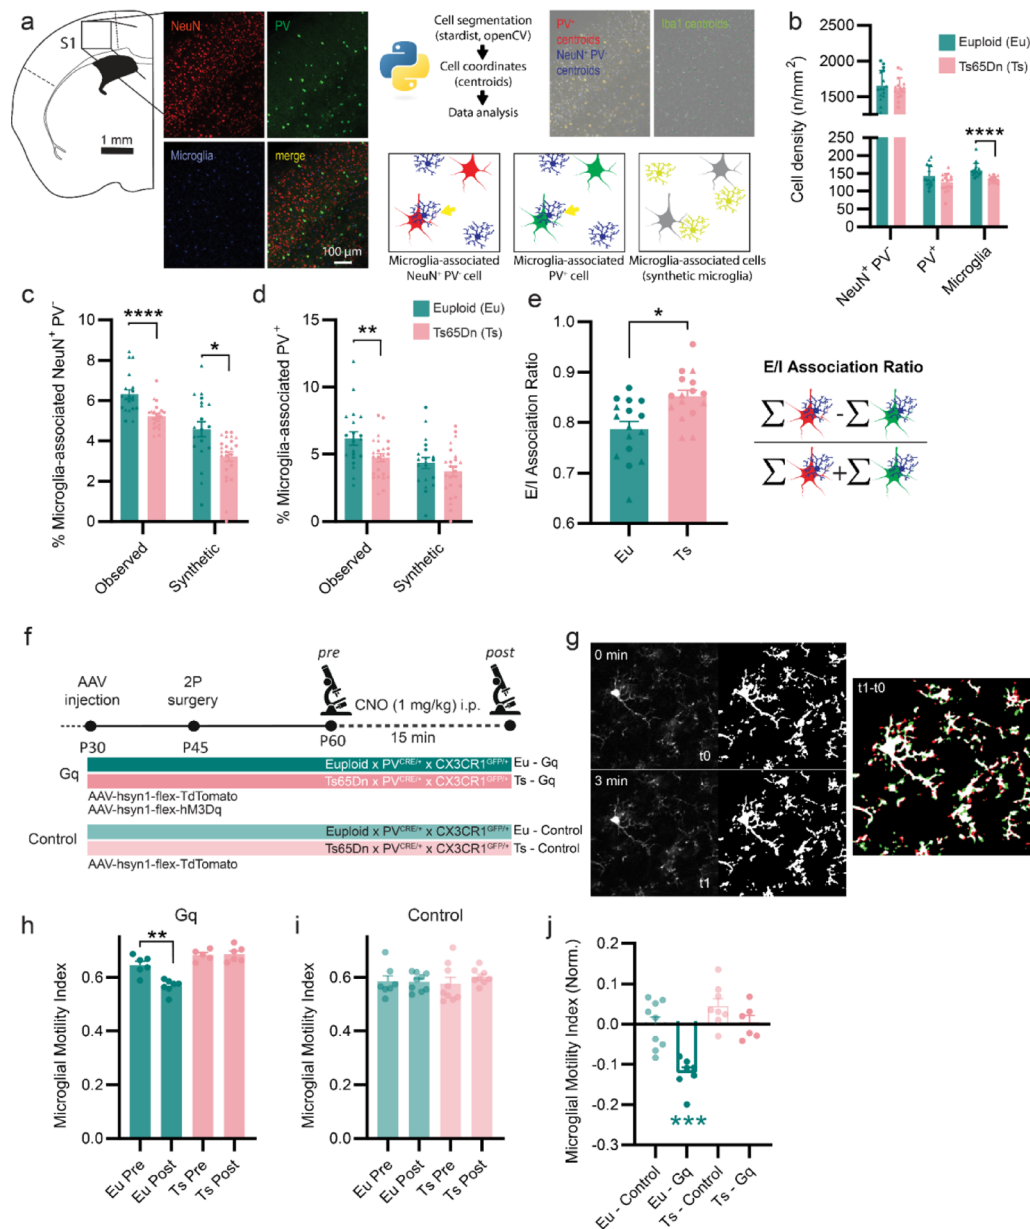 a
S1
1 mm
NeuN
PV
Microglia
merge
100 µm
Cell segmentation
(stardist, openCV)
Cell coordinates
(centroids)
Data analysis
PV+
centroids
NeuN+ PV-
centroids
Iba1 centroids
Microglia-associated
NeuN+ PV- cell
Microglia-associated
PV+ cell
Microglia-associated cells
(synthetic microglia)
b
Euploid (Eu)
Ts65Dn (Ts)
Cell density (n/mm2)
2500
2000
1500
250
200
150
100
50
0
****
NeuN+ PV-
PV+
Microglia
c
% Microglia-associated NeuN+ PV-
10
8
6
4
2
0
****
*
Observed
Synthetic
d
Euploid (Eu)
Ts65Dn (Ts)
% Microglia-associated PV+
15
10
5
0
**
Observed
Synthetic
e
E/I Association Ratio
1.0
0.9
0.8
0.7
0.6
*
Eu
Ts
E/I Association Ratio
Σ - Σ
Σ + Σ
f
AAV
injection
2P
surgery
pre
post
CNO (1 mg/kg) i.p.
15 min
P30
P45
P60
Gq
Euploid x PVCRE/+ x CX3CR1GFP/+
Eu - Gq
Ts65Dn x PVCRE/+ x CX3CR1GFP/+
Ts - Gq
AAV-hsyn1-flex-TdTomato
AAV-hsyn1-flex-hM3Dq
Control
Euploid x PVCRE/+ x CX3CR1GFP/+
Eu - Control
Ts65Dn x PVCRE/+ x CX3CR1GFP/+
Ts - Control
AAV-hsyn1-flex-TdTomato
g
0 min
t0
3 min
t1
t1-t0
h
Gq
Microglial Motility Index
0.6
0.4
0.2
0.0
**
Eu Pre
Eu Post
Ts Pre
Ts Post
i
Control
Microglial Motility Index
0.6
0.4
0.2
0.0
Eu Pre
Eu Post
Ts Pre
Ts Post
j
Microglial Motility Index (Norm.)
0.2
0.1
0.0
-0.1
-0.1
-0.3
***
Eu - Control
Eu - Gq
Ts - Control
Ts - Gq